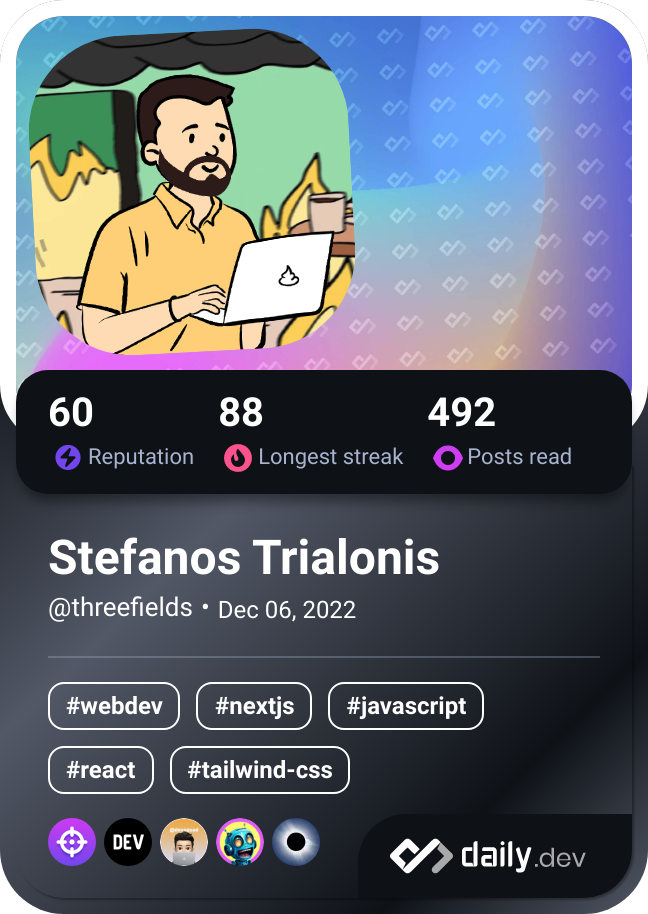 60 88 492
Reputation Longest streak Posts read
Stefanos Trialonis
@threefields • Dec 06, 2022
#webdev #nextjs #javascript
#react #tailwind-css
DEV
daily.dev